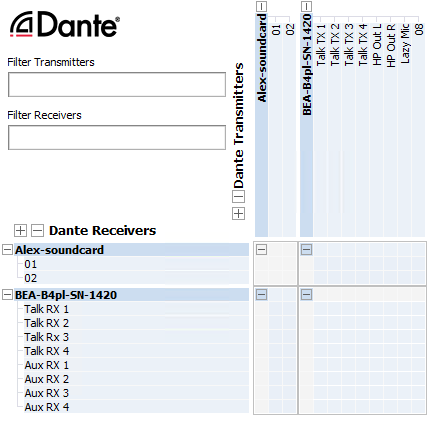 Dante®
Filter Transmitters
Filter Receivers
Dante Transmitters
Alex-soundcard
01
02
BEA-B4pl-SN-1420
Talk TX 1
Talk TX 2
Talk TX 3
Talk TX 4
HP Out L
HP Out R
Lazy Mic
08
Dante Receivers
Alex-soundcard
01
02
BEA-B4pl-SN-1420
Talk RX 1
Talk RX 2
Talk Rx 3
Talk RX 4
Aux RX 1
Aux RX 2
Aux RX 3
Aux RX 4